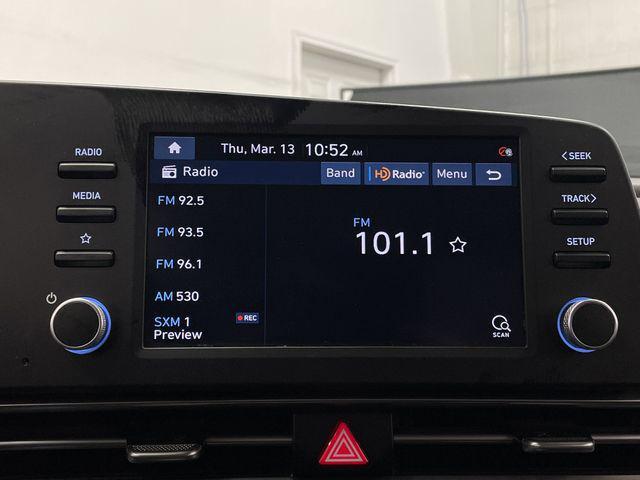 RADIO
MEDIA
Thu, Mar. 13 10:52 AM
Radio Band HD Radio Menu
FM 92.5
FM 93.5
FM 96.1
AM 530
SXM 1 REC
Preview
FM
101.1
SCAN
<SEEK
TRACK>
SETUP